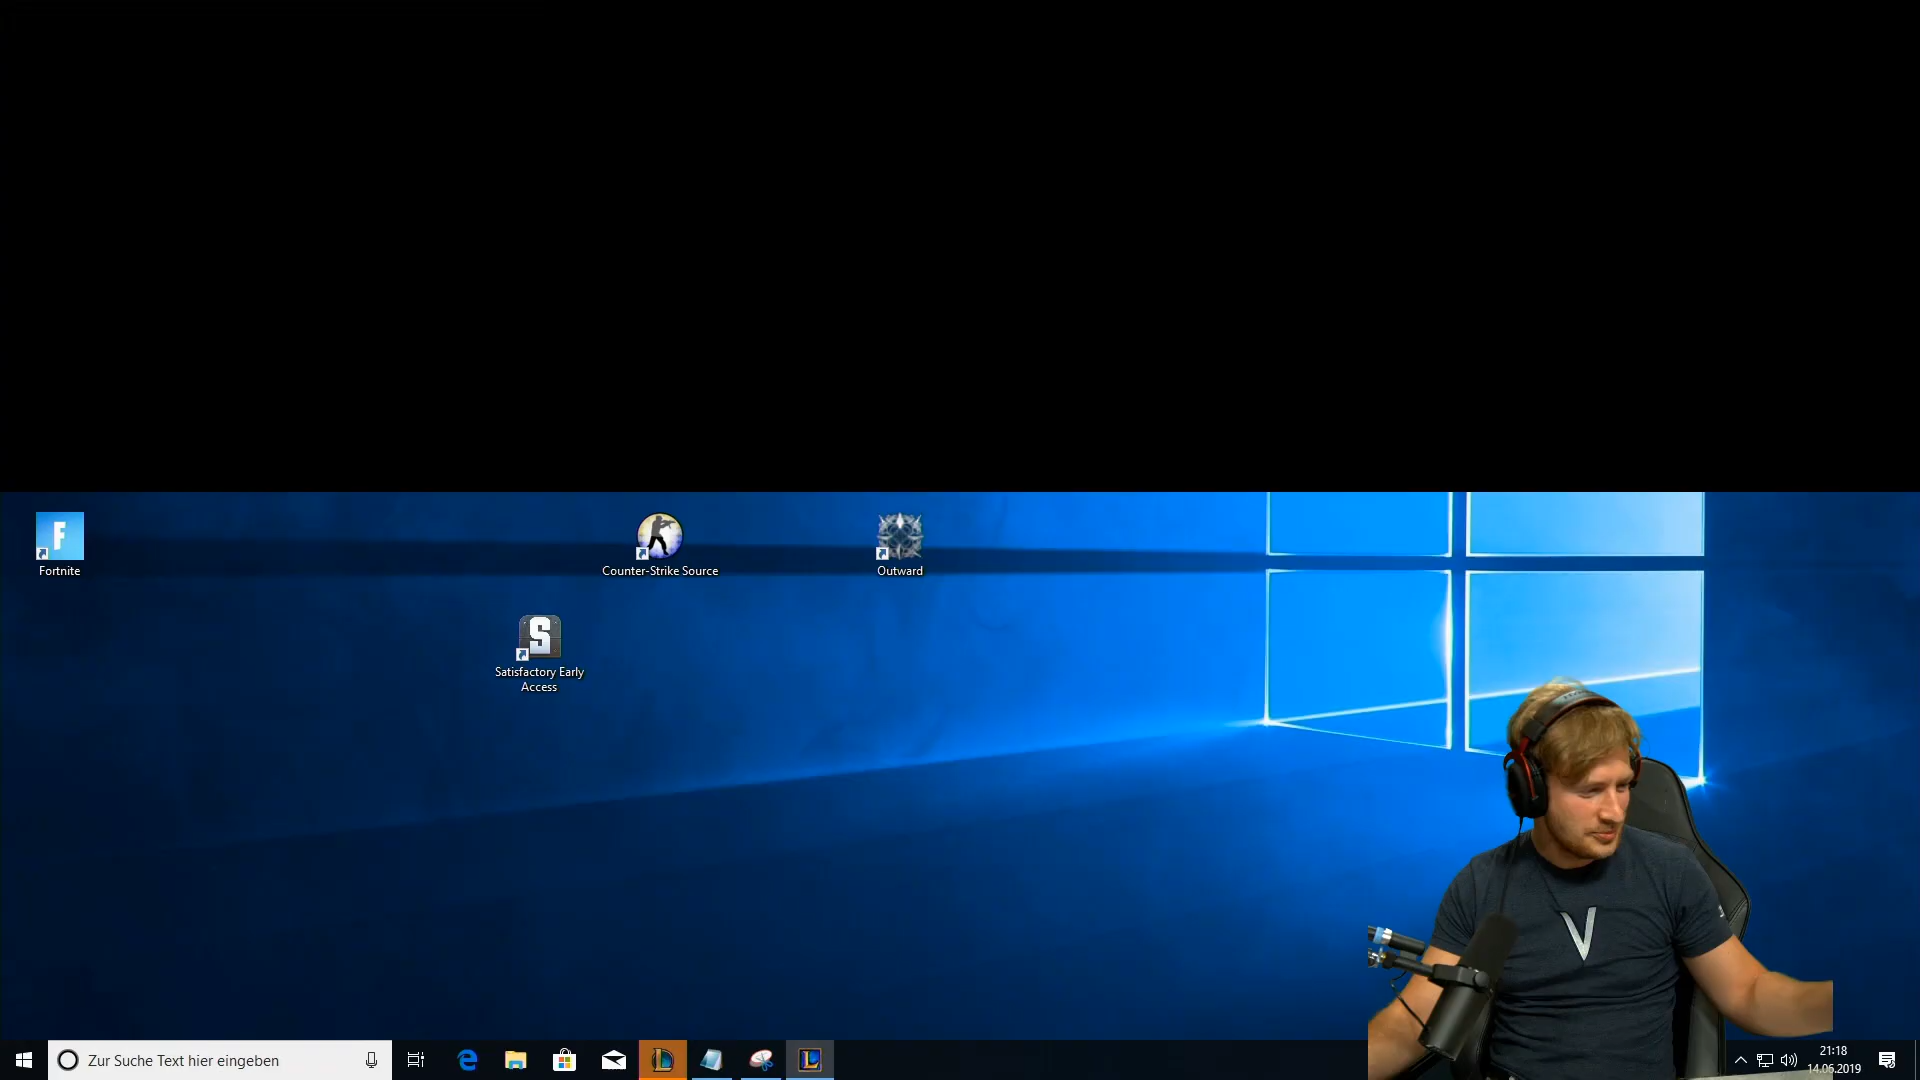 F
Fortnite
Counter-Strike Source
Outward
S
Satisfactory Early
Access
V
Zur Suche Text hier eingeben
L
21:18
14.06.2019